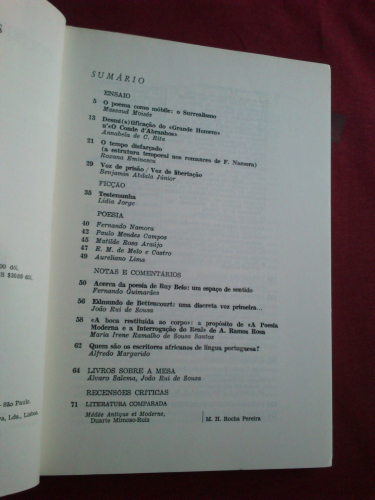 S
SUMÁRIO
ENSAIO
5 O poema como móbile: o Surrealismo
Massaud Moisés
13 Desmi(s)tificação do «Grande Homem»
n'«O Conde d'Abranhos»
Annabela de C. Rita
21 O tempo disfarçado
(a estrutura temporal nos romances de F. Namora)
Roxana Eminescu
29 Voz de prisão / Voz de libertação
Benjamin Abdala Júnior
FICÇÃO
35 Testemunha
Lídia Jorge
POESIA
40 Fernando Namora
42 Paulo Mendes Campos
45 Matilde Rosa Araújo
47 E. M. de Melo e Castro
49 Aureliano Lima
NOTAS E COMENTÁRIOS
50 Acerca da poesia de Ruy Belo: um espaço de sentido
Fernando Guimarães
56 Edmundo de Bettencourt: uma discreta voz primeira...
João Rui de Sousa
58 «A boca restituída ao corpo»: a propósito de «A Poesia
Moderna e a Interrogação do Real» de A. Ramos Rosa
Maria Irene Ramalho de Sousa Santos
62 Quem são os escritores africanos de língua portuguesa?
Alfredo Margarido
64 LIVROS SOBRE A MESA
Álvaro Salema, João Rui de Sousa
RECENSÕES CRÍTICAS
71 LITERATURA COMPARADA
Médée Antique et Moderne,
Duarte Mimoso-Ruiz
M. H. Rocha Pereira
São Paulo.
Lda., Lisboa